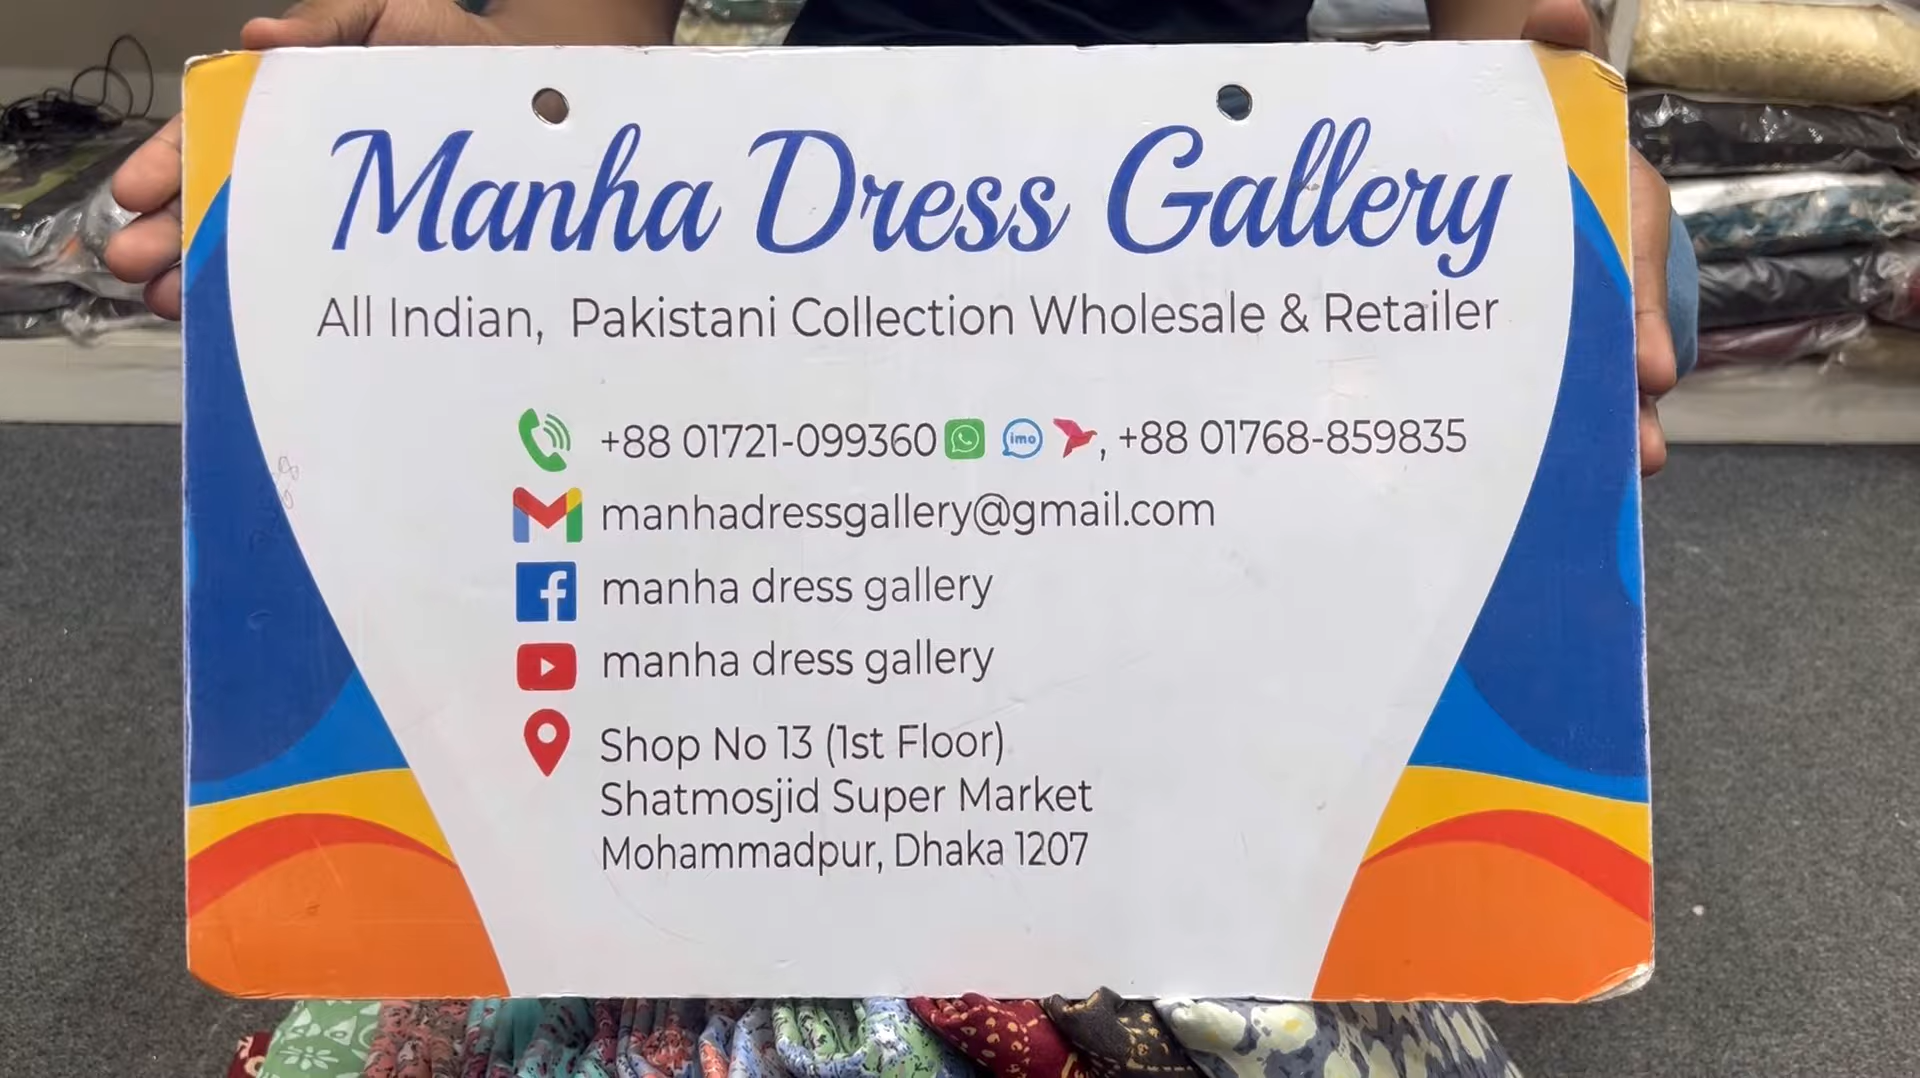 Manha Dress Gallery
All Indian, Pakistani Collection Wholesale & Retailer
+88 01721-099360 imo, +88 01768-859835
manhadressgallery@gmail.com
manha dress gallery
manha dress gallery
Shop No 13 (1st Floor)
Shatmosjid Super Market
Mohammadpur, Dhaka 1207